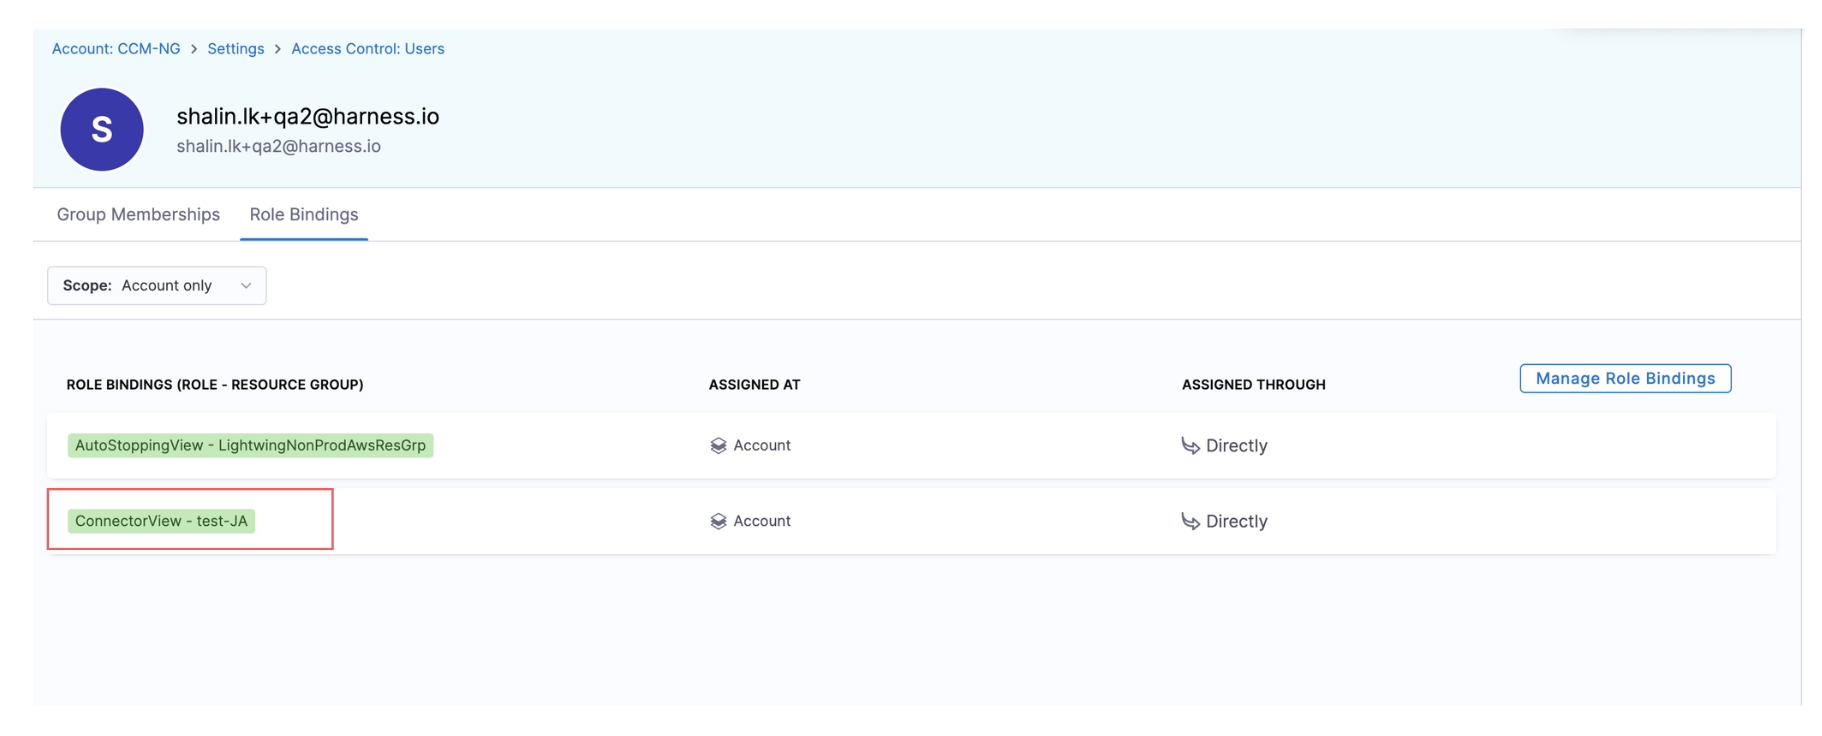 Account: CCM-NG > Settings > Access Control: Users
S
shalin.lk+qa2@harness.io
shalin.lk+qa2@harness.io
Group Memberships Role Bindings
Scope: Account only
ROLE BINDINGS (ROLE - RESOURCE GROUP) ASSIGNED AT ASSIGNED THROUGH Manage Role Bindings
AutoStoppingView - LightwingNonProdAwsResGrp Account Directly
ConnectorView - test-JA Account Directly